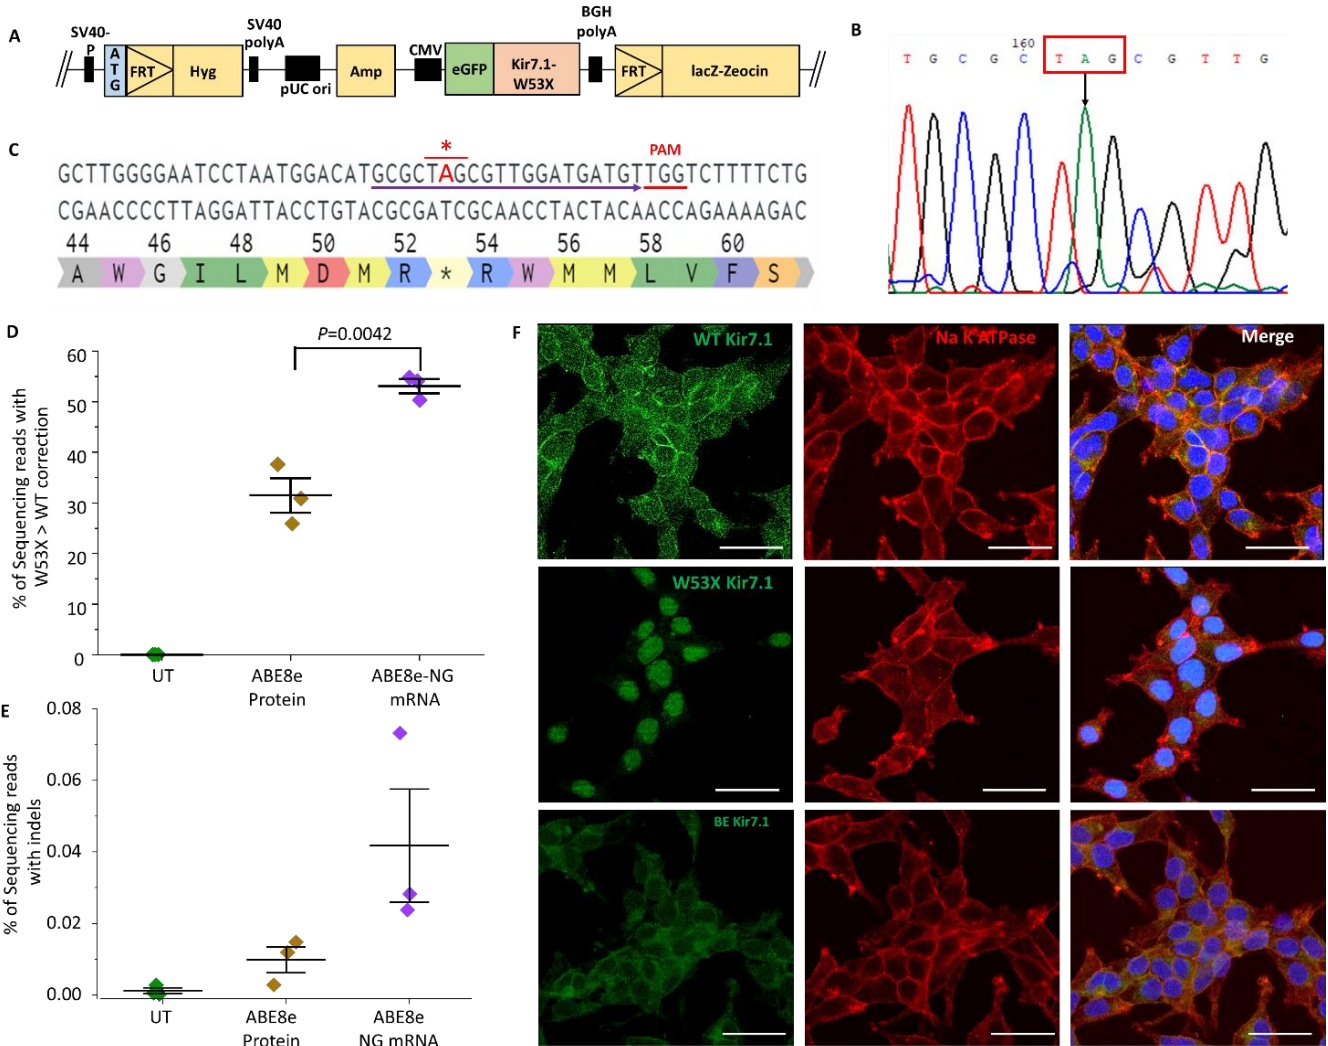 A
SV40-
P
A
T
G
FRT
Hyg
SV40
polyA
pUC ori
Amp
CMV
eGFP
Kir7.1-
W53X
BGH
polyA
FRT
lacZ-Zeocin
B
160
T G C G C T A G C G T T G
C
*
PAM
GCTTGGGGAATCCTAATGGACATGCGCTAGCGTTGGATGATGTTGGTCTTTTCTG
CGAACCCCTTAGGATTACCTGTACGCGATCGCAACCTACTACAACCAGAAAAGAC
44 46 48 50 52 54 56 58 60
A W G I L M D M R * R W M M L V F S
D
P=0.0042
% of Sequencing reads with
W53X > WT correction
60
50
40
30
20
10
0
UT
ABE8e
Protein
ABE8e-NG
mRNA
E
% of Sequencing reads
with indels
0.08
0.06
0.04
0.02
0.00
UT
ABE8e
Protein
ABE8e
NG mRNA
F
WT Kir7.1
Na K ATPase
Merge
W53X Kir7.1
BE Kir7.1